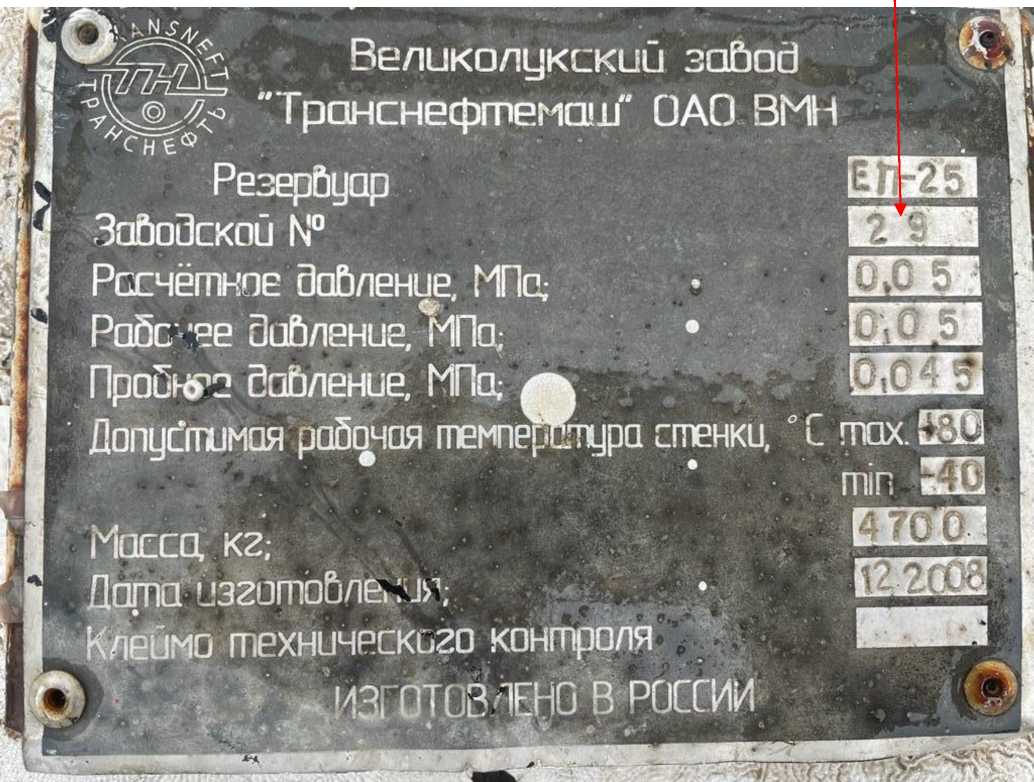 TRANSNEFT
ТРАНСНЕФТЬ
Великолукский завод
"Транснефтемаш" ОАО ВМН
Резервуар ЕП-25
Заводской № 29
Расчётное давление, МПа; 0,05
Рабочее давление, МПа; 0,05
Пробное давление, МПа; 0,045
Допустимая рабочая температура стенки, °С max. +80
min -40
Масса, кг; 4700
Дата изготовления; 12.2008
Клеймо технического контроля
ИЗГОТОВЛЕНО В РОССИИ